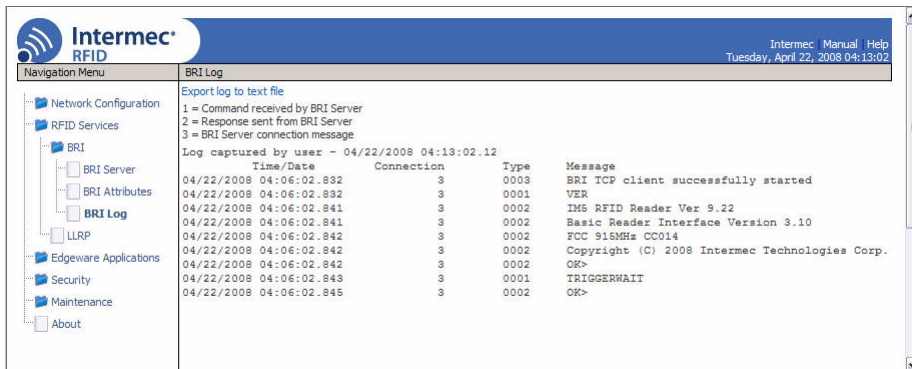 Intermec
RFID
Intermec | Manual | Help
Tuesday, April 22, 2008 04:13:02
Navigation Menu
BRI Log
Network Configuration
RFID Services
BRI
BRI Server
BRI Attributes
BRI Log
LLRP
Edgeware Applications
Security
Maintenance
About
Export log to text file
1 = Command received by BRI Server
2 = Response sent from BRI Server
3 = BRI Server connection message
Log captured by user - 04/22/2008 04:13:02.12
Time/Date Connection Type Message
04/22/2008 04:06:02.832 3 0003 BRI TCP client successfully started
04/22/2008 04:06:02.832 3 0001 VER
04/22/2008 04:06:02.841 3 0002 IM5 RFID Reader Ver 9.22
04/22/2008 04:06:02.841 3 0002 Basic Reader Interface Version 3.10
04/22/2008 04:06:02.842 3 0002 FCC 915MHz CC014
04/22/2008 04:06:02.842 3 0002 Copyright (C) 2008 Intermec Technologies Corp.
04/22/2008 04:06:02.842 3 0002 OK>
04/22/2008 04:06:02.843 3 0001 TRIGGERWAIT
04/22/2008 04:06:02.845 3 0002 OK>